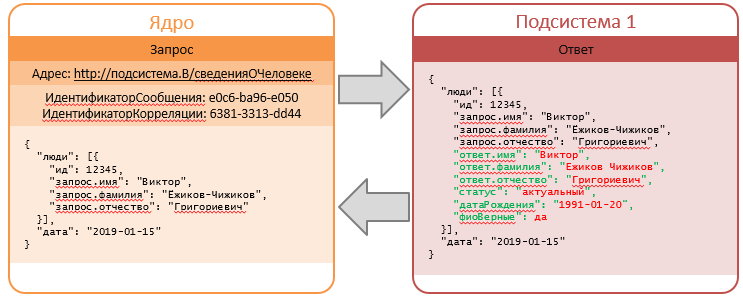 Ядро
Запрос
Адрес: http://подсистема.В/сведенияОЧеловеке
ИдентификаторСообщения: e0c6-ba96-e050
ИдентификаторКорреляции: 6381-3313-dd44
{
"люди": [{
"ид": 12345,
"запрос.имя": "Виктор",
"запрос.фамилия": "Ёжиков-Чижиков",
"запрос.отчество": "Григориевич"
}],
"дата": "2019-01-15"
}
Подсистема 1
Ответ
{
"люди": [{
"ид": 12345,
"запрос.имя": "Виктор",
"запрос.фамилия": "Ёжиков-Чижиков",
"запрос.отчество": "Григориевич",
"ответ.имя": "Виктор",
"ответ.фамилия": "Ежиков Чижиков",
"ответ.отчество": "Григориевич",
"статус": "актуальный",
"датаРождения": "1991-01-20",
"фиоВерные": да
}],
"дата": "2019-01-15"
}